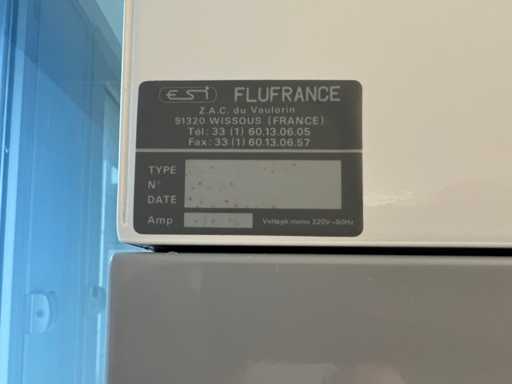 ESI FLUFRANCE
Z.A.C. du Vaulorin
91320 WISSOUS (FRANCE)
Tél: 33 (1) 60.13.06.05
Fax: 33 (1) 60.13.06.57
TYPE
N°
DATE
Amp
Voltage mono 220V-50Hz